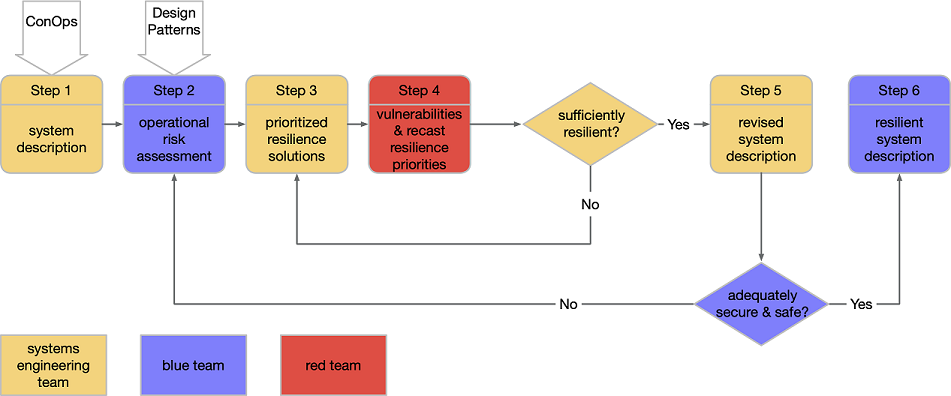 ConOps
Design
Patterns
Step 1
system
description
Step 2
operational
risk
assessment
Step 3
prioritized
resilience
solutions
Step 4
vulnerabilities
& recast
resilience
priorities
sufficiently
resilient?
Yes
No
Step 5
revised
system
description
Step 6
resilient
system
description
adequately
secure & safe?
No
Yes
systems
engineering
team
blue team
red team